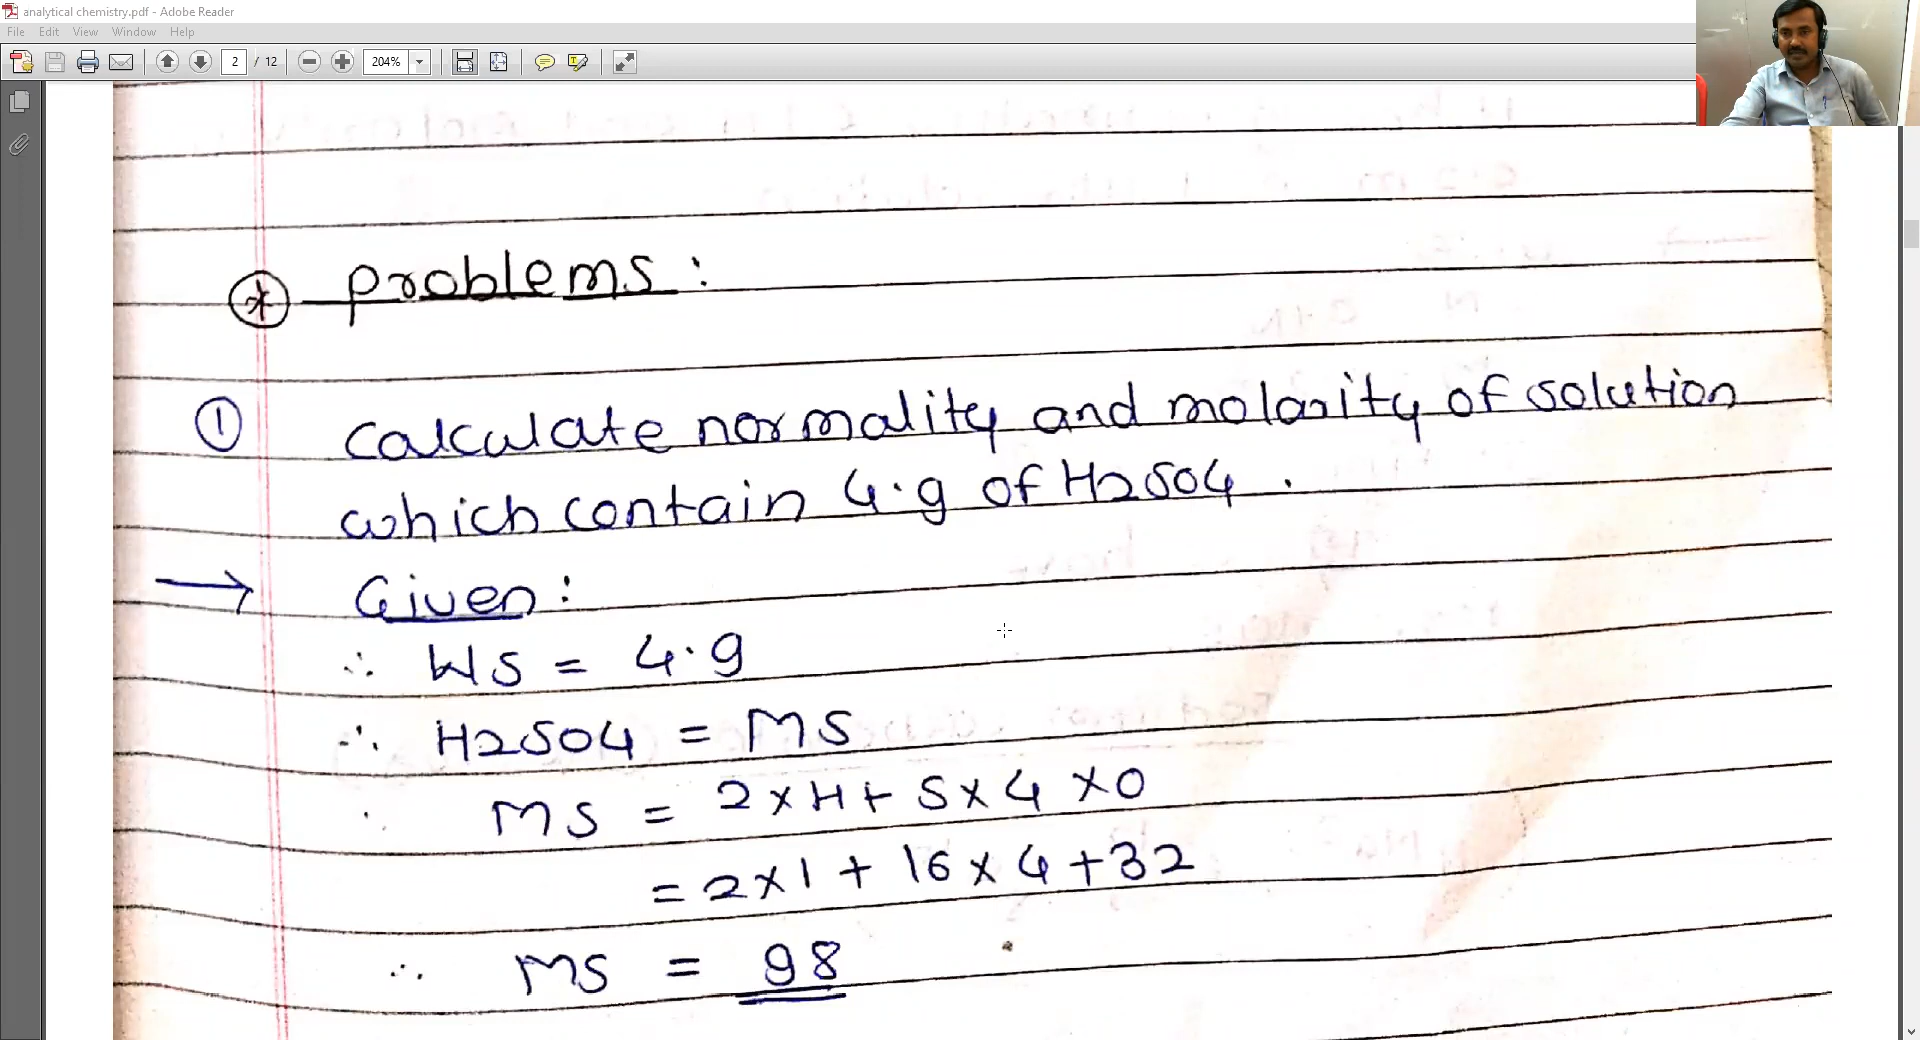 analytical chemistry.pdf - Adobe Reader
File Edit View Window Help
2 / 12 204%
* Problems:
① Calculate normality and molarity of solution
which contain 4.g of H2SO4.
→ Given:
∴ WS = 4.g
∴ H2SO4 = MS
MS = 2×H+S×4×O
= 2×1+16×4+32
∴ MS = 98